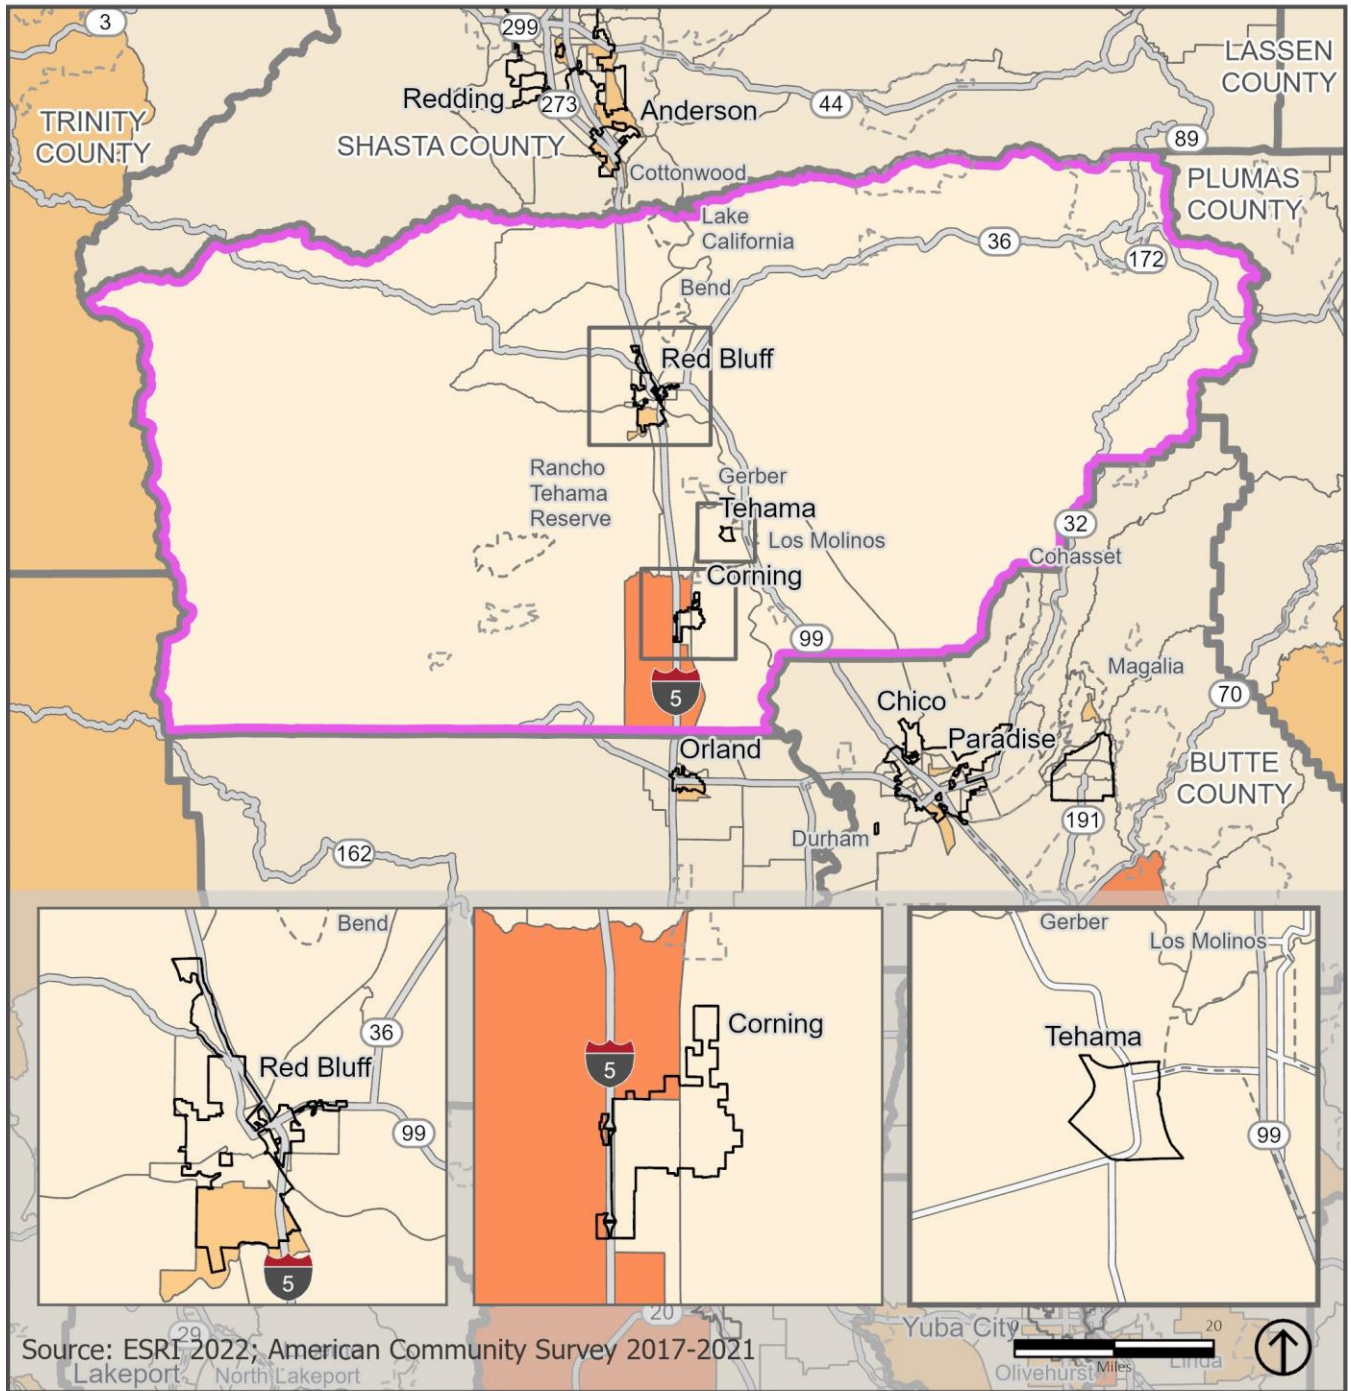 3
299
LASSEN
COUNTY
Redding
273
Anderson
44
TRINITY
COUNTY
SHASTA COUNTY
89
Cottonwood
PLUMAS
COUNTY
Lake
California
36
172
Bend
Red Bluff
Rancho
Tehama
Reserve
Gerber
Tehama
Los Molinos
32
Cohasset
Corning
99
Magalia
5
70
Chico
Orland
Paradise
BUTTE
COUNTY
191
Durham
162
Bend
36
Red Bluff
99
5
Corning
5
Gerber
Los Molinos
Tehama
99
20
29
Yuba City
0
20
Miles
Source: ESRI 2022; American Community Survey 2017-2021
Lakeport
North Lakeport
Olivehurst
Linda